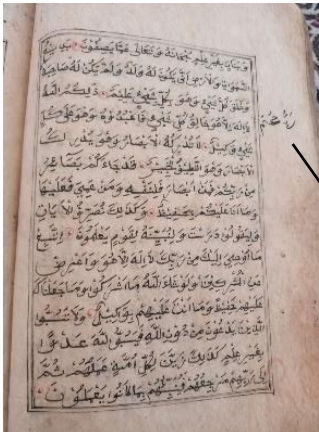 وبنات بغير علم سبحانه وتعالى عما يصفون بديع
السموات والارض انى يكون له ولد ولم تكن له صاحبة
وخلق كل شيء وهو بكل شيء عليم ذلكم الله
ربكم لا اله الا هو خالق كل شيء فاعبدوه وهو على كل
شيء وكيل لا تدركه الابصار وهو يدرك
الابصار وهو اللطيف الخبير قد جاءكم بصائر
من ربكم فمن ابصر فلنفسه ومن عمي فعليها
وما انا عليكم بحفيظ وكذلك نصرف الايات
وليقولوا درست ولنبينه لقوم يعلمون اتبع
ما اوحي اليك من ربك لا اله الا هو واعرض
عن المشركين ولو شاء الله ما اشركوا وما جعلناك
عليهم حفيظا وما انت عليهم بوكيل ولا تسبوا
الذين يدعون من دون الله فيسبوا الله عدوا
بغير علم كذلك زينا لكل امة عملهم ثم
الى ربهم مرجعهم فينبئهم بما كانوا يعملون